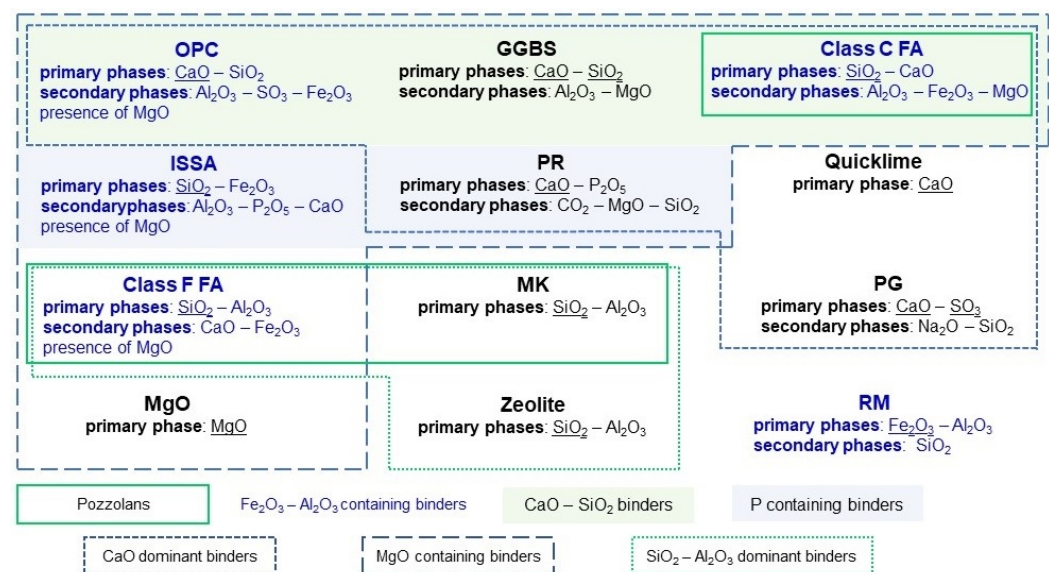 OPC
primary phases: CaO – SiO₂
secondary phases: Al₂O₃ – SO₃ – Fe₂O₃
presence of MgO
GGBS
primary phases: CaO – SiO₂
secondary phases: Al₂O₃ – MgO
Class C FA
primary phases: SiO₂ – CaO
secondary phases: Al₂O₃ – Fe₂O₃ – MgO
ISSA
primary phases: SiO₂ – Fe₂O₃
secondaryphases: Al₂O₃ – P₂O₅ – CaO
presence of MgO
PR
primary phases: CaO – P₂O₅
secondary phases: CO₂ – MgO – SiO₂
Quicklime
primary phase: CaO
Class F FA
primary phases: SiO₂ – Al₂O₃
secondary phases: CaO – Fe₂O₃
presence of MgO
MK
primary phases: SiO₂ – Al₂O₃
PG
primary phases: CaO – SO₃
secondary phases: Na₂O – SiO₂
MgO
primary phase: MgO
Zeolite
primary phases: SiO₂ – Al₂O₃
RM
primary phases: Fe₂O₃ – Al₂O₃
secondary phases: SiO₂
Pozzolans
Fe₂O₃ – Al₂O₃ containing binders
CaO – SiO₂ binders
P containing binders
CaO dominant binders
MgO containing binders
SiO₂ – Al₂O₃ dominant binders